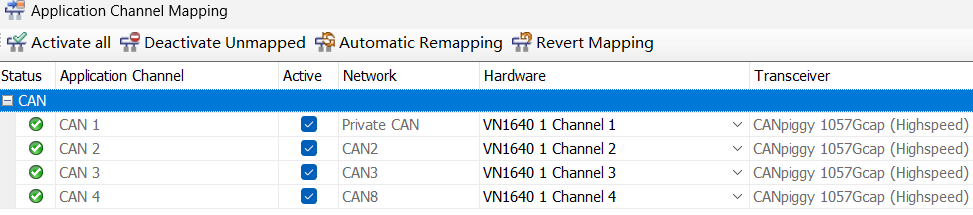 Application Channel Mapping
Activate all Deactivate Unmapped Automatic Remapping Revert Mapping
Status Application Channel Active Network Hardware Transceiver
CAN
CAN 1 Private CAN VN1640 1 Channel 1 CANpiggy 1057Gcap (Highspeed)
CAN 2 CAN2 VN1640 1 Channel 2 CANpiggy 1057Gcap (Highspeed)
CAN 3 CAN3 VN1640 1 Channel 3 CANpiggy 1057Gcap (Highspeed)
CAN 4 CAN8 VN1640 1 Channel 4 CANpiggy 1057Gcap (Highspeed)